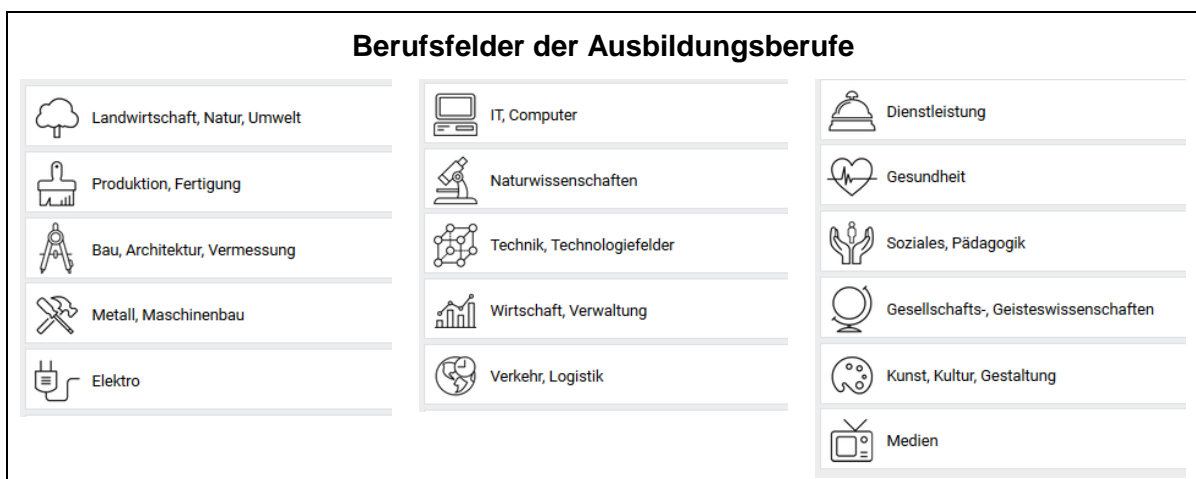 Berufsfelder der Ausbildungsberufe
Landwirtschaft, Natur, Umwelt
Produktion, Fertigung
Bau, Architektur, Vermessung
Metall, Maschinenbau
Elektro
IT, Computer
Naturwissenschaften
Technik, Technologiefelder
Wirtschaft, Verwaltung
Verkehr, Logistik
Dienstleistung
Gesundheit
Soziales, Pädagogik
Gesellschafts-, Geisteswissenschaften
Kunst, Kultur, Gestaltung
Medien